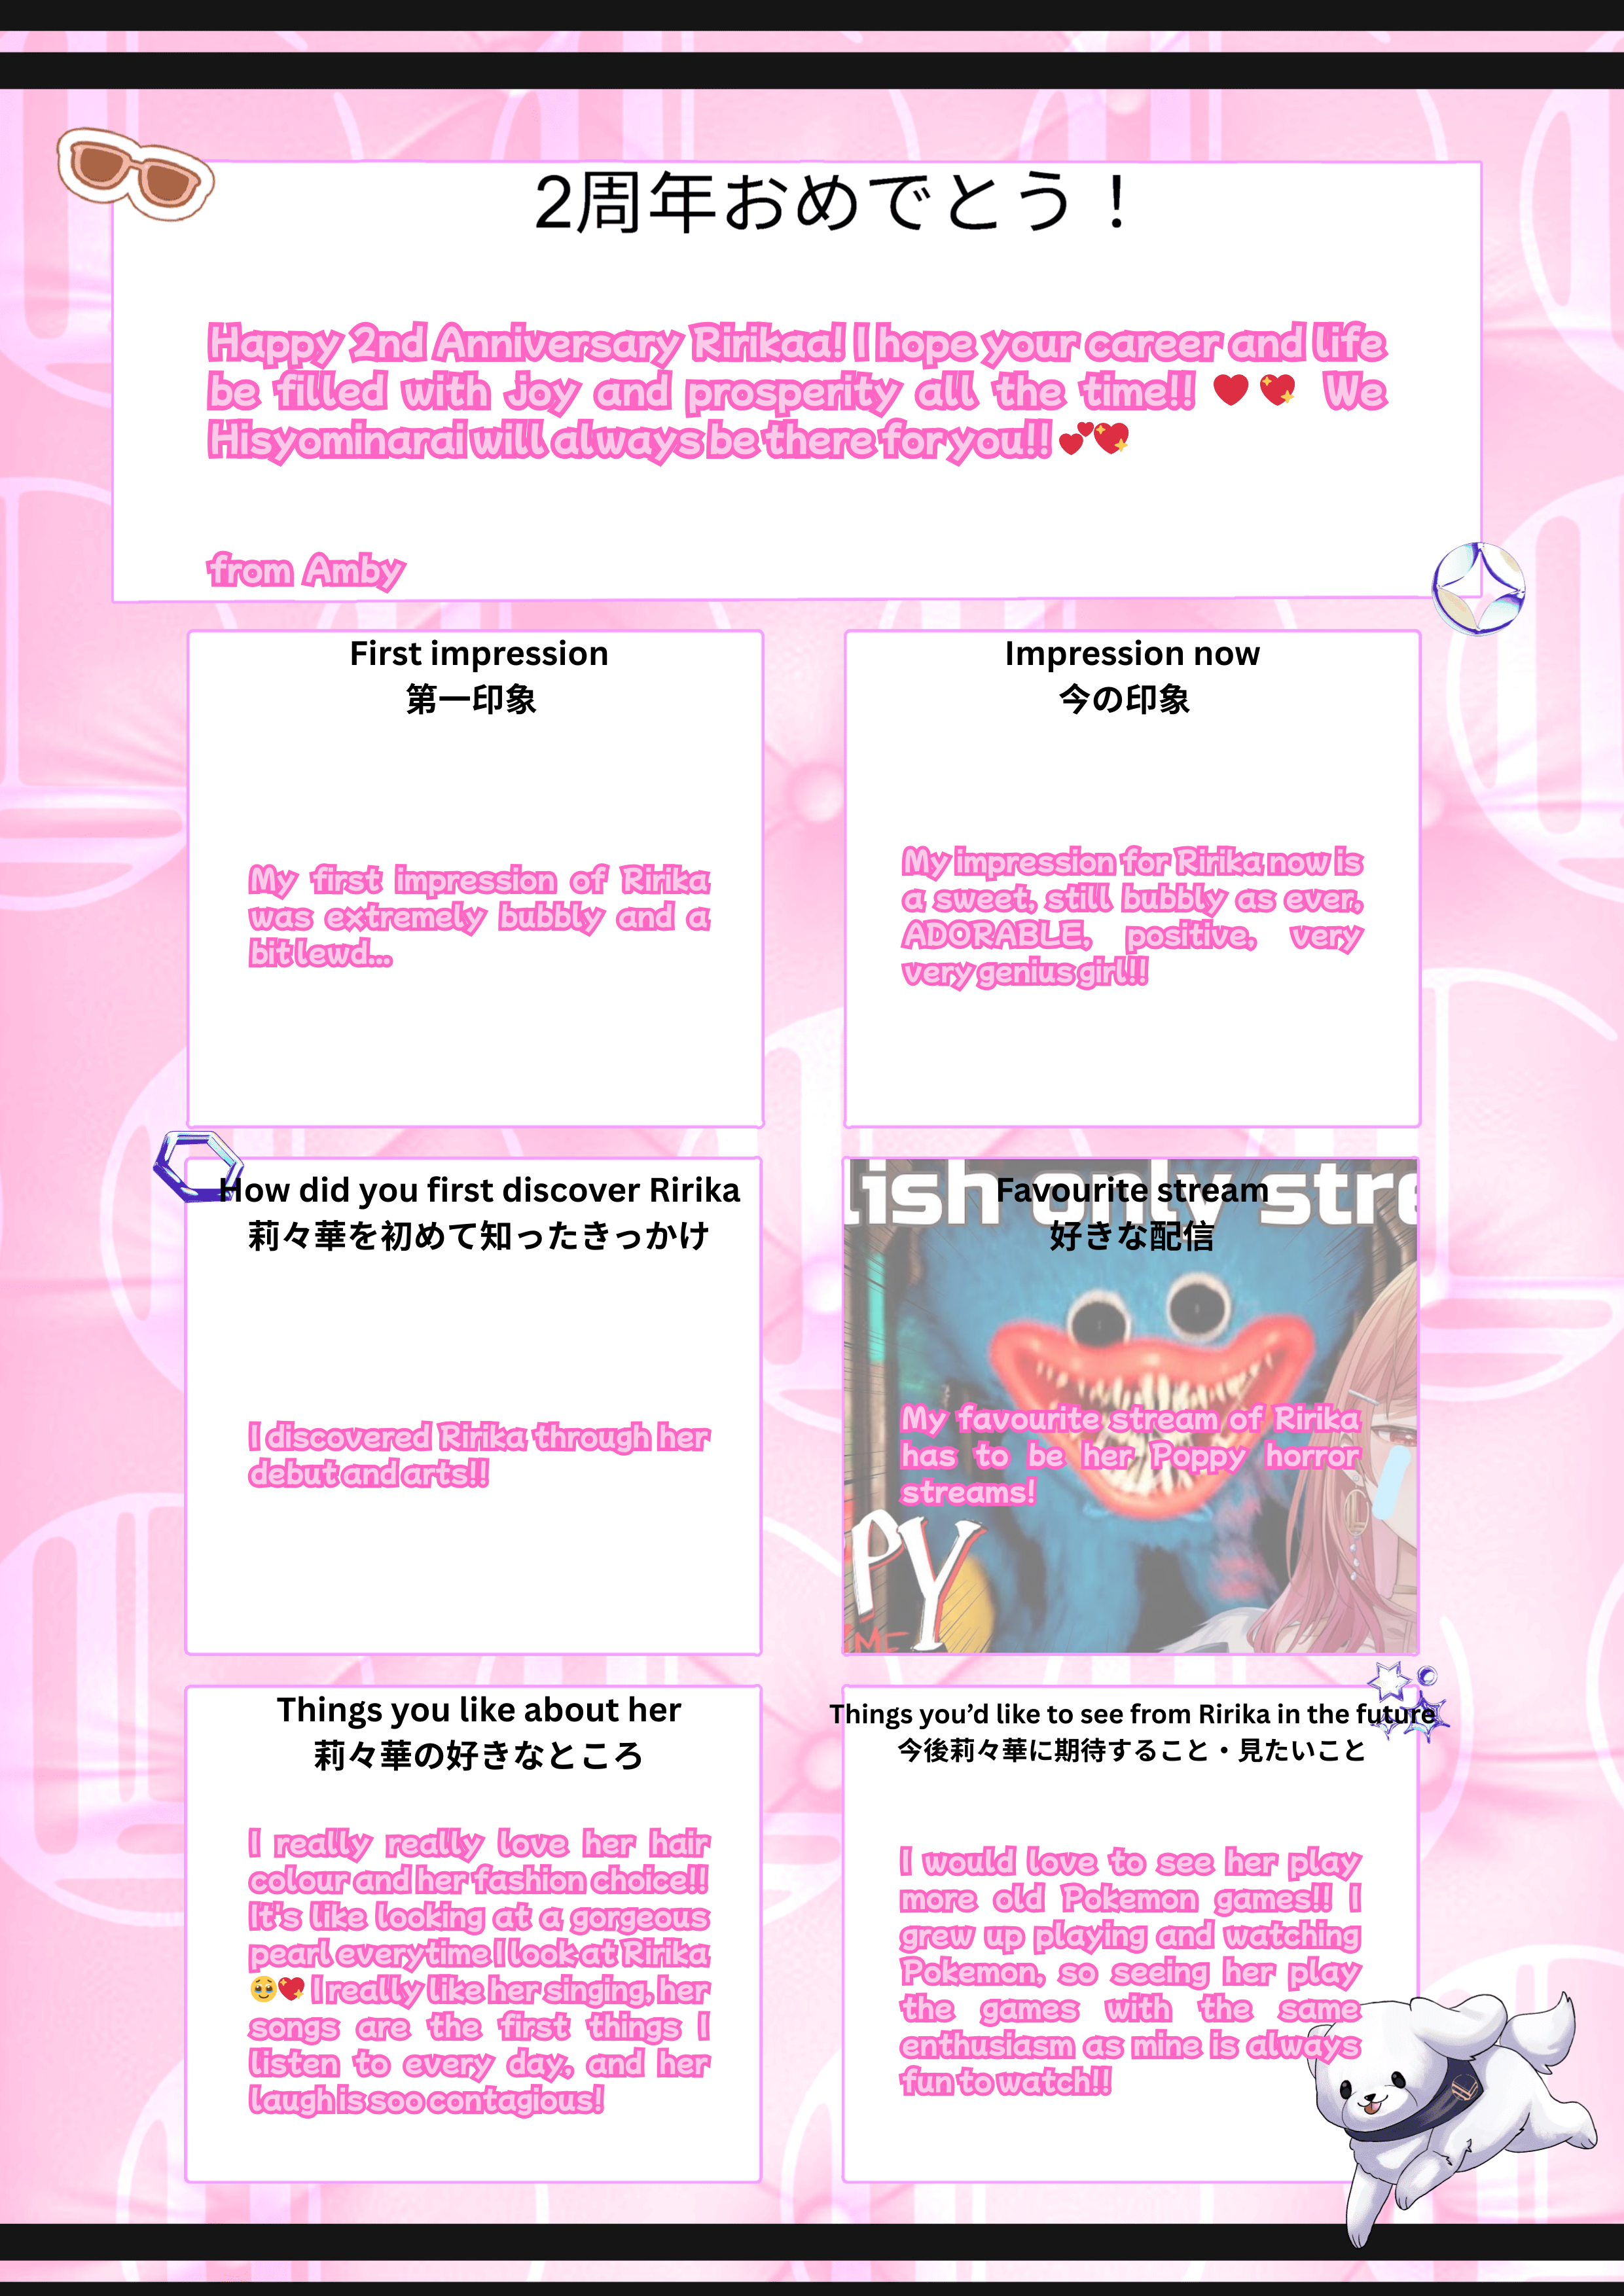 2周年おめでとう！
Happy 2nd Anniversary Ririkaa! I hope your career and life
be filled with joy and prosperity all the time!! ❤️ 💖 We
Hisyominarai will always be there for you!! 💕💖
from Amby
First impression
第一印象
My first impression of Ririka
was extremely bubbly and a
bit lewd...
Impression now
今の印象
My impression for Ririka now is
a sweet, still bubbly as ever,
ADORABLE, positive, very
very genius girl!!
How did you first discover Ririka
莉々華を初めて知ったきっかけ
I discovered Ririka through her
debut and arts!!
lish only stre
Favourite stream
好きな配信
My favourite stream of Ririka
has to be her Poppy horror
streams!
PY
ME
Things you like about her
莉々華の好きなところ
I really really love her hair
colour and her fashion choice!!
It's like looking at a gorgeous
pearl everytime I look at Ririka
🥹💖 I really like her singing, her
songs are the first things I
listen to every day, and her
laugh is soo contagious!
Things you’d like to see from Ririka in the future
今後莉々華に期待すること・見たいこと
I would love to see her play
more old Pokemon games!! I
grew up playing and watching
Pokemon, so seeing her play
the games with the same
enthusiasm as mine is always
fun to watch!!